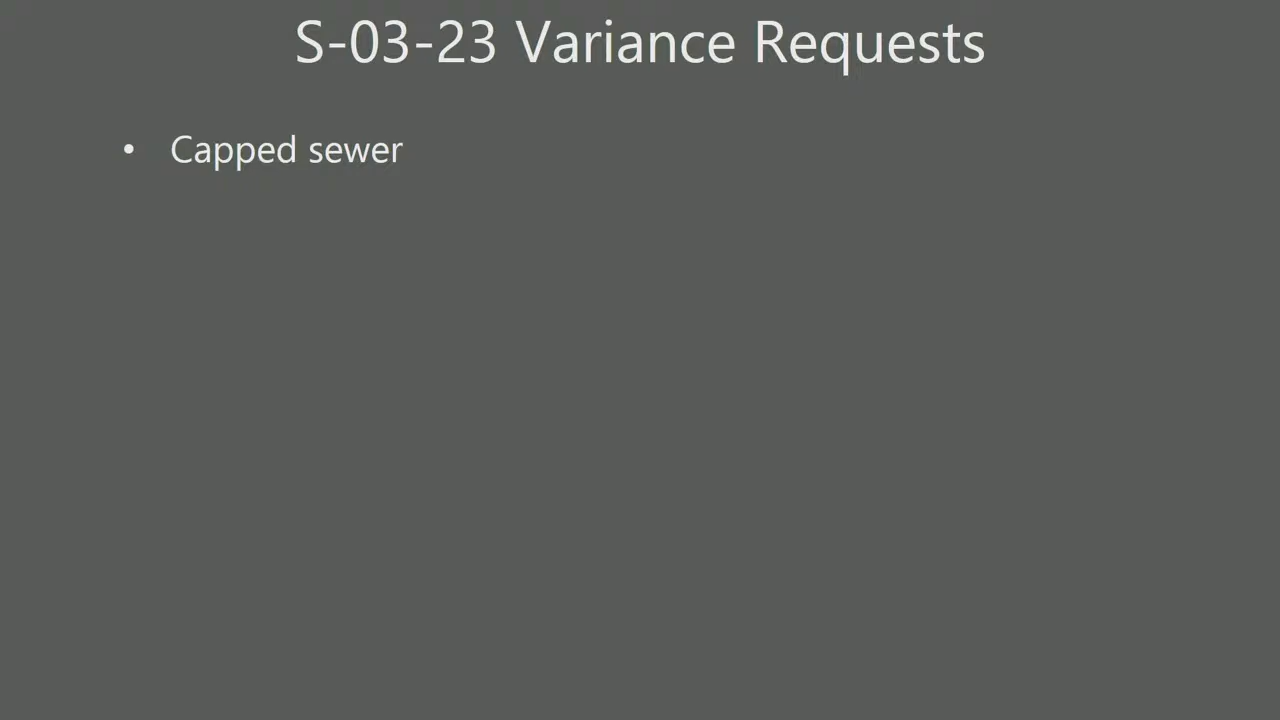 S-03-23 Variance Requests
• Capped sewer